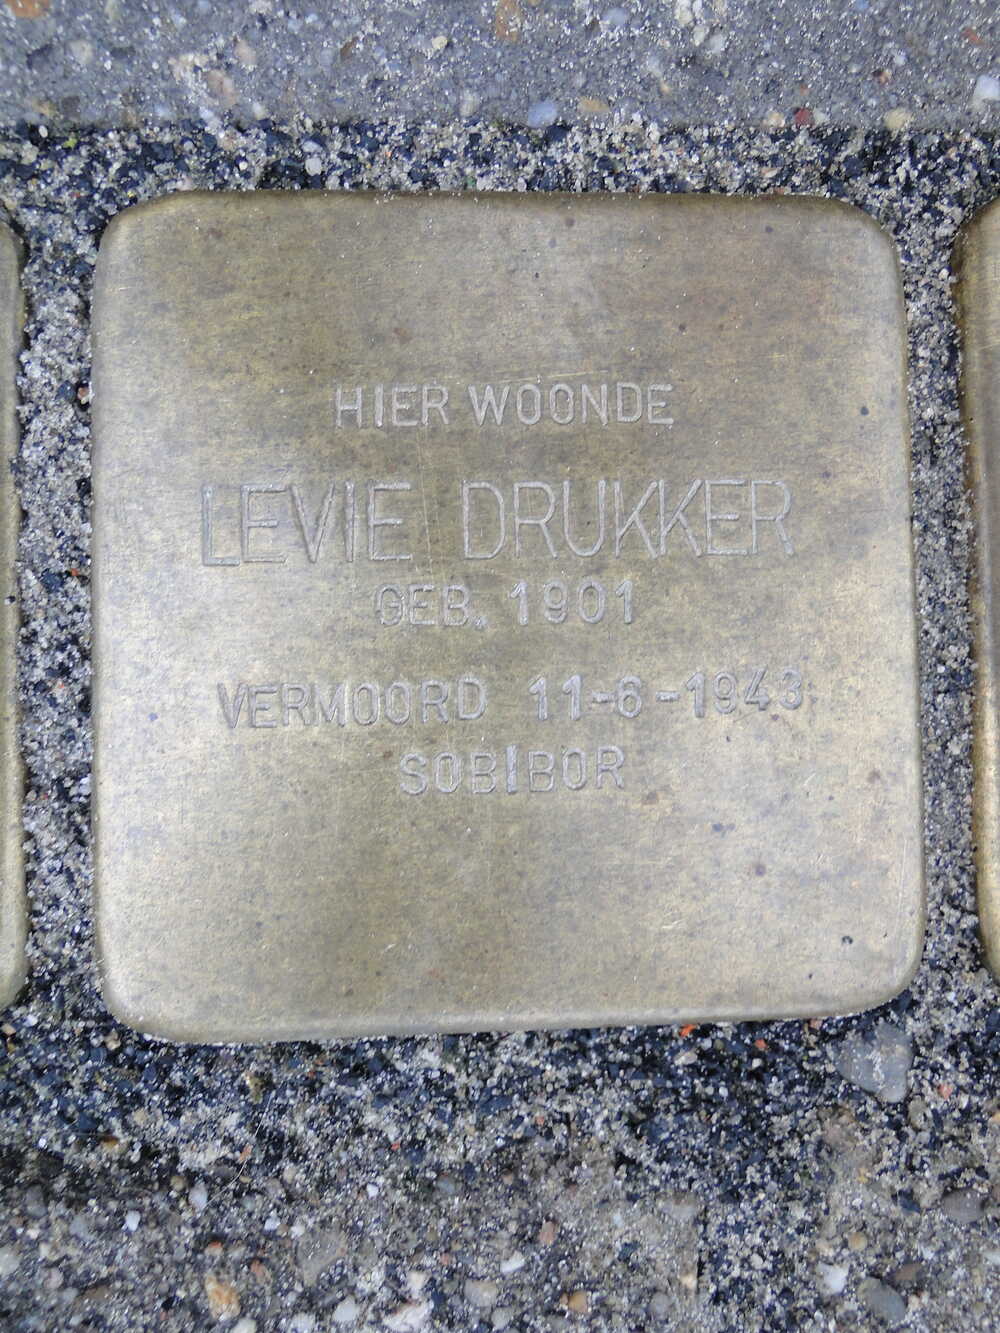 HIER WOONDE
LEVIE DRUKKER
GEB. 1901
VERMOORD 11-6-1943
SOBIBOR